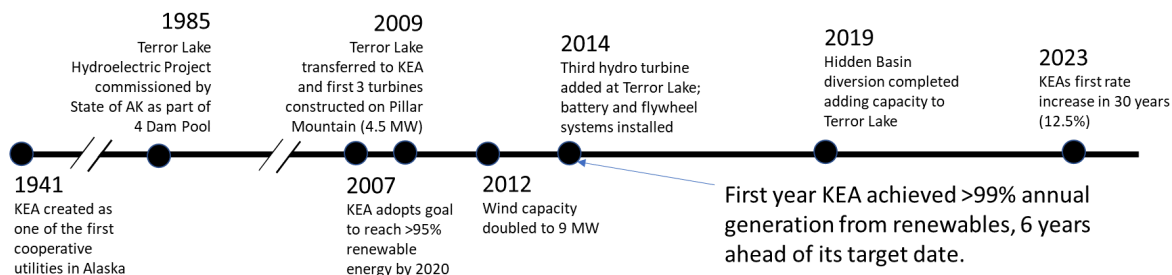 1985
Terror Lake
Hydroelectric Project
commissioned by
State of AK as part of
4 Dam Pool
2009
Terror Lake
transferred to KEA
and first 3 turbines
constructed on Pillar
Mountain (4.5 MW)
2014
Third hydro turbine
added at Terror Lake;
battery and flywheel
systems installed
2019
Hidden Basin
diversion completed
adding capacity to
Terror Lake
2023
KEAs first rate
increase in 30 years
(12.5%)
1941
KEA created as
one of the first
cooperative
utilities in Alaska
2007
KEA adopts goal
to reach >95%
renewable
energy by 2020
2012
Wind capacity
doubled to 9 MW
First year KEA achieved >99% annual
generation from renewables, 6 years
ahead of its target date.